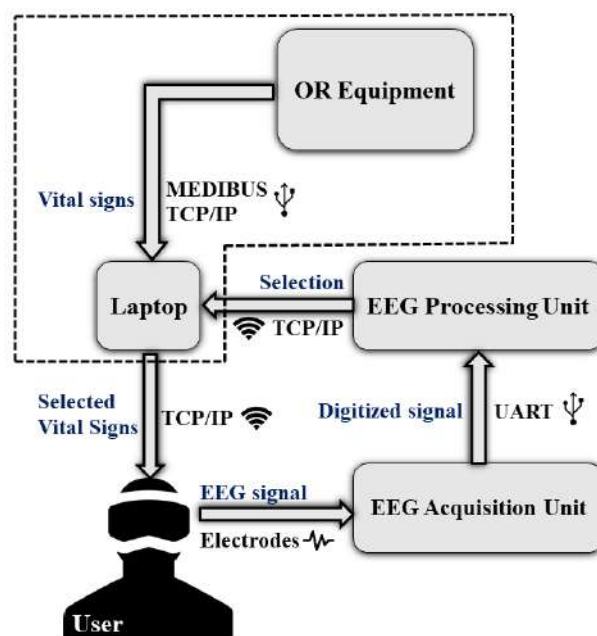 OR Equipment
Vital signs
MEDIBUS
TCP/IP
Laptop
Selection
TCP/IP
EEG Processing Unit
Selected
Vital Signs
TCP/IP
Digitized signal
UART
EEG signal
Electrodes
EEG Acquisition Unit
User